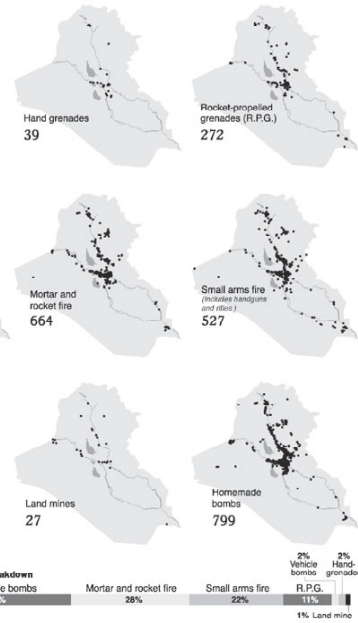 Hand grenades
39
Rocket-propelled
grenades (R.P.G.)
272
Mortar and
rocket fire
664
Small arms fire
(Includes handguns
and rifles.)
527
Land mines
27
Homemade
bombs
799
2%
Vehicle
bombs
2%
Hand-
grenades
akdown
e bombs
%
Mortar and rocket fire
28%
Small arms fire
22%
R.P.G.
11%
1% Land mine